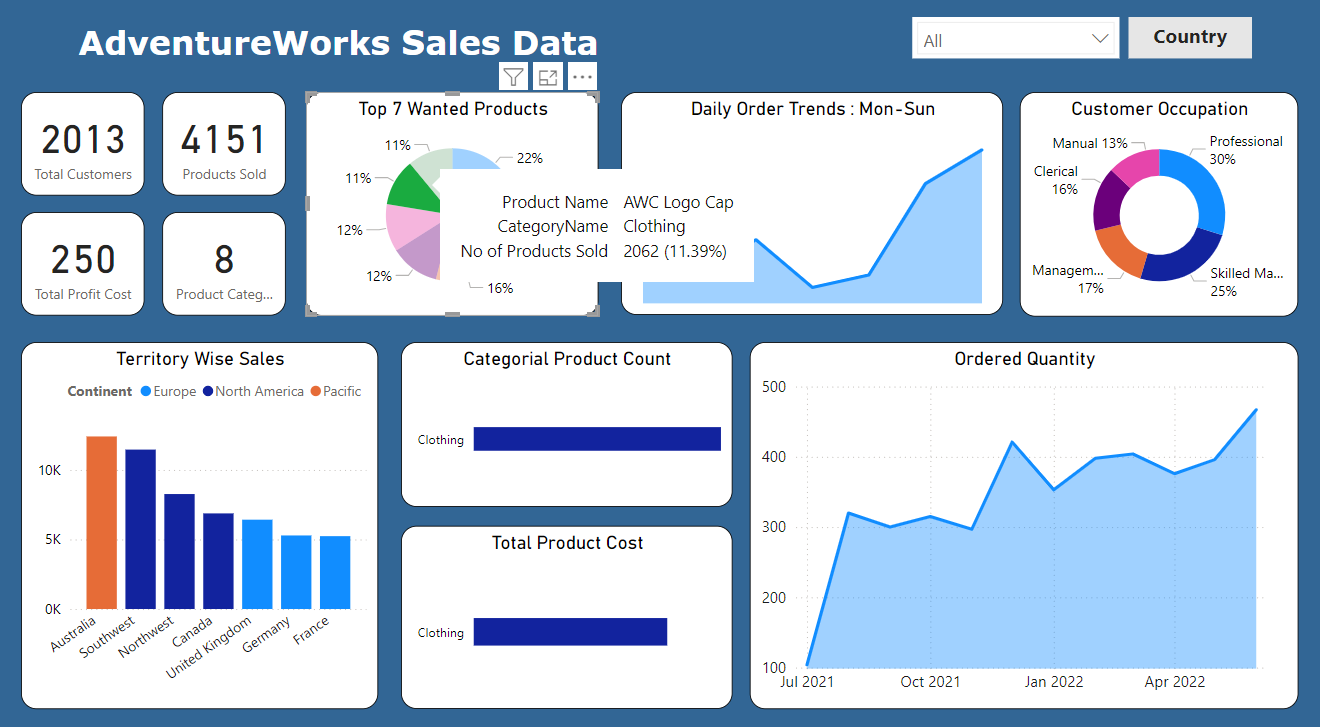 AdventureWorks Sales Data
All
Country
2013
Total Customers
4151
Products Sold
250
Total Profit Cost
8
Product Categ...
Top 7 Wanted Products
11%
22%
11%
12%
12%
16%
Product Name AWC Logo Cap
CategoryName Clothing
No of Products Sold 2062 (11.39%)
Daily Order Trends : Mon-Sun
Customer Occupation
Manual 13%
Professional
30%
Clerical
16%
Managem...
17%
Skilled Ma...
25%
Territory Wise Sales
Continent Europe North America Pacific
10K
5K
0K
Australia
Southwest
Northwest
Canada
United Kingdom
Germany
France
Categorial Product Count
Clothing
Total Product Cost
Clothing
Ordered Quantity
500
400
300
200
100
Jul 2021
Oct 2021
Jan 2022
Apr 2022